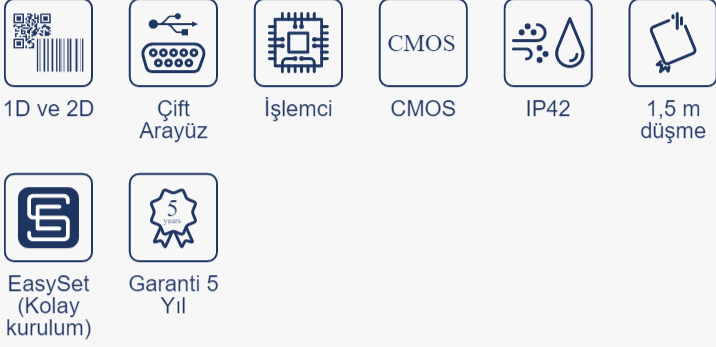 CMOS
1D ve 2D
Çift
Arayüz
İşlemci
CMOS
IP42
1,5 m
düşme
5
years
EasySet
(Kolay
kurulum)
Garanti 5
Yıl